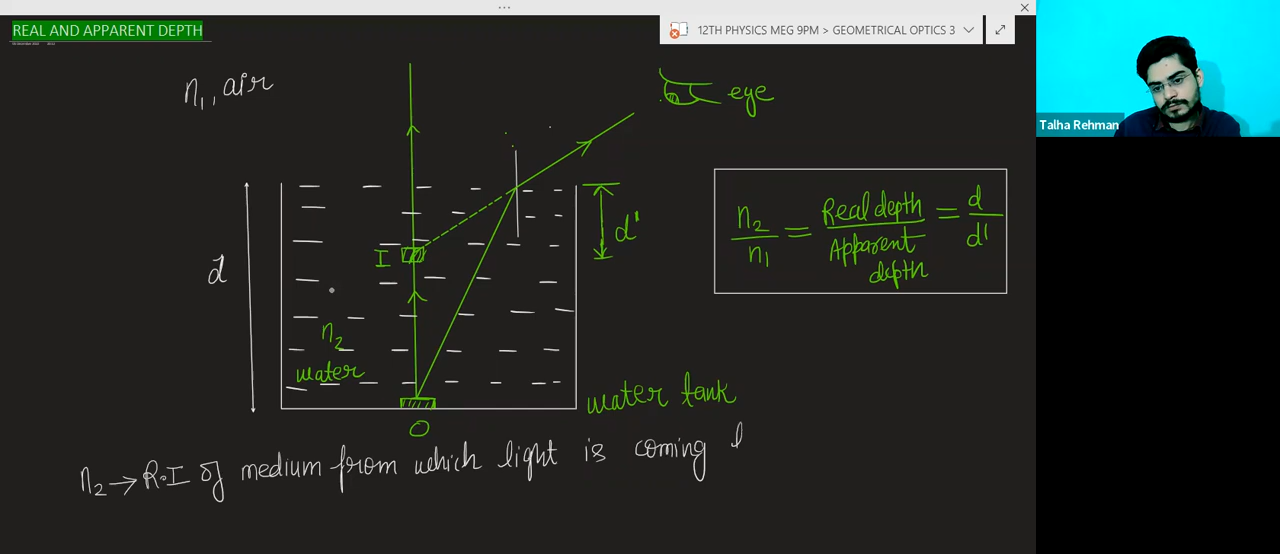 REAL AND APPARENT DEPTH
12TH PHYSICS MEG 9PM > GEOMETRICAL OPTICS 3
Talha Rehman
n₁, air
eye
d
I
d'
n₂
water
O
water tank
n₂/n₁ = Real depth/Apparent depth = d/d'
n₂ → R.I of medium from which light is coming